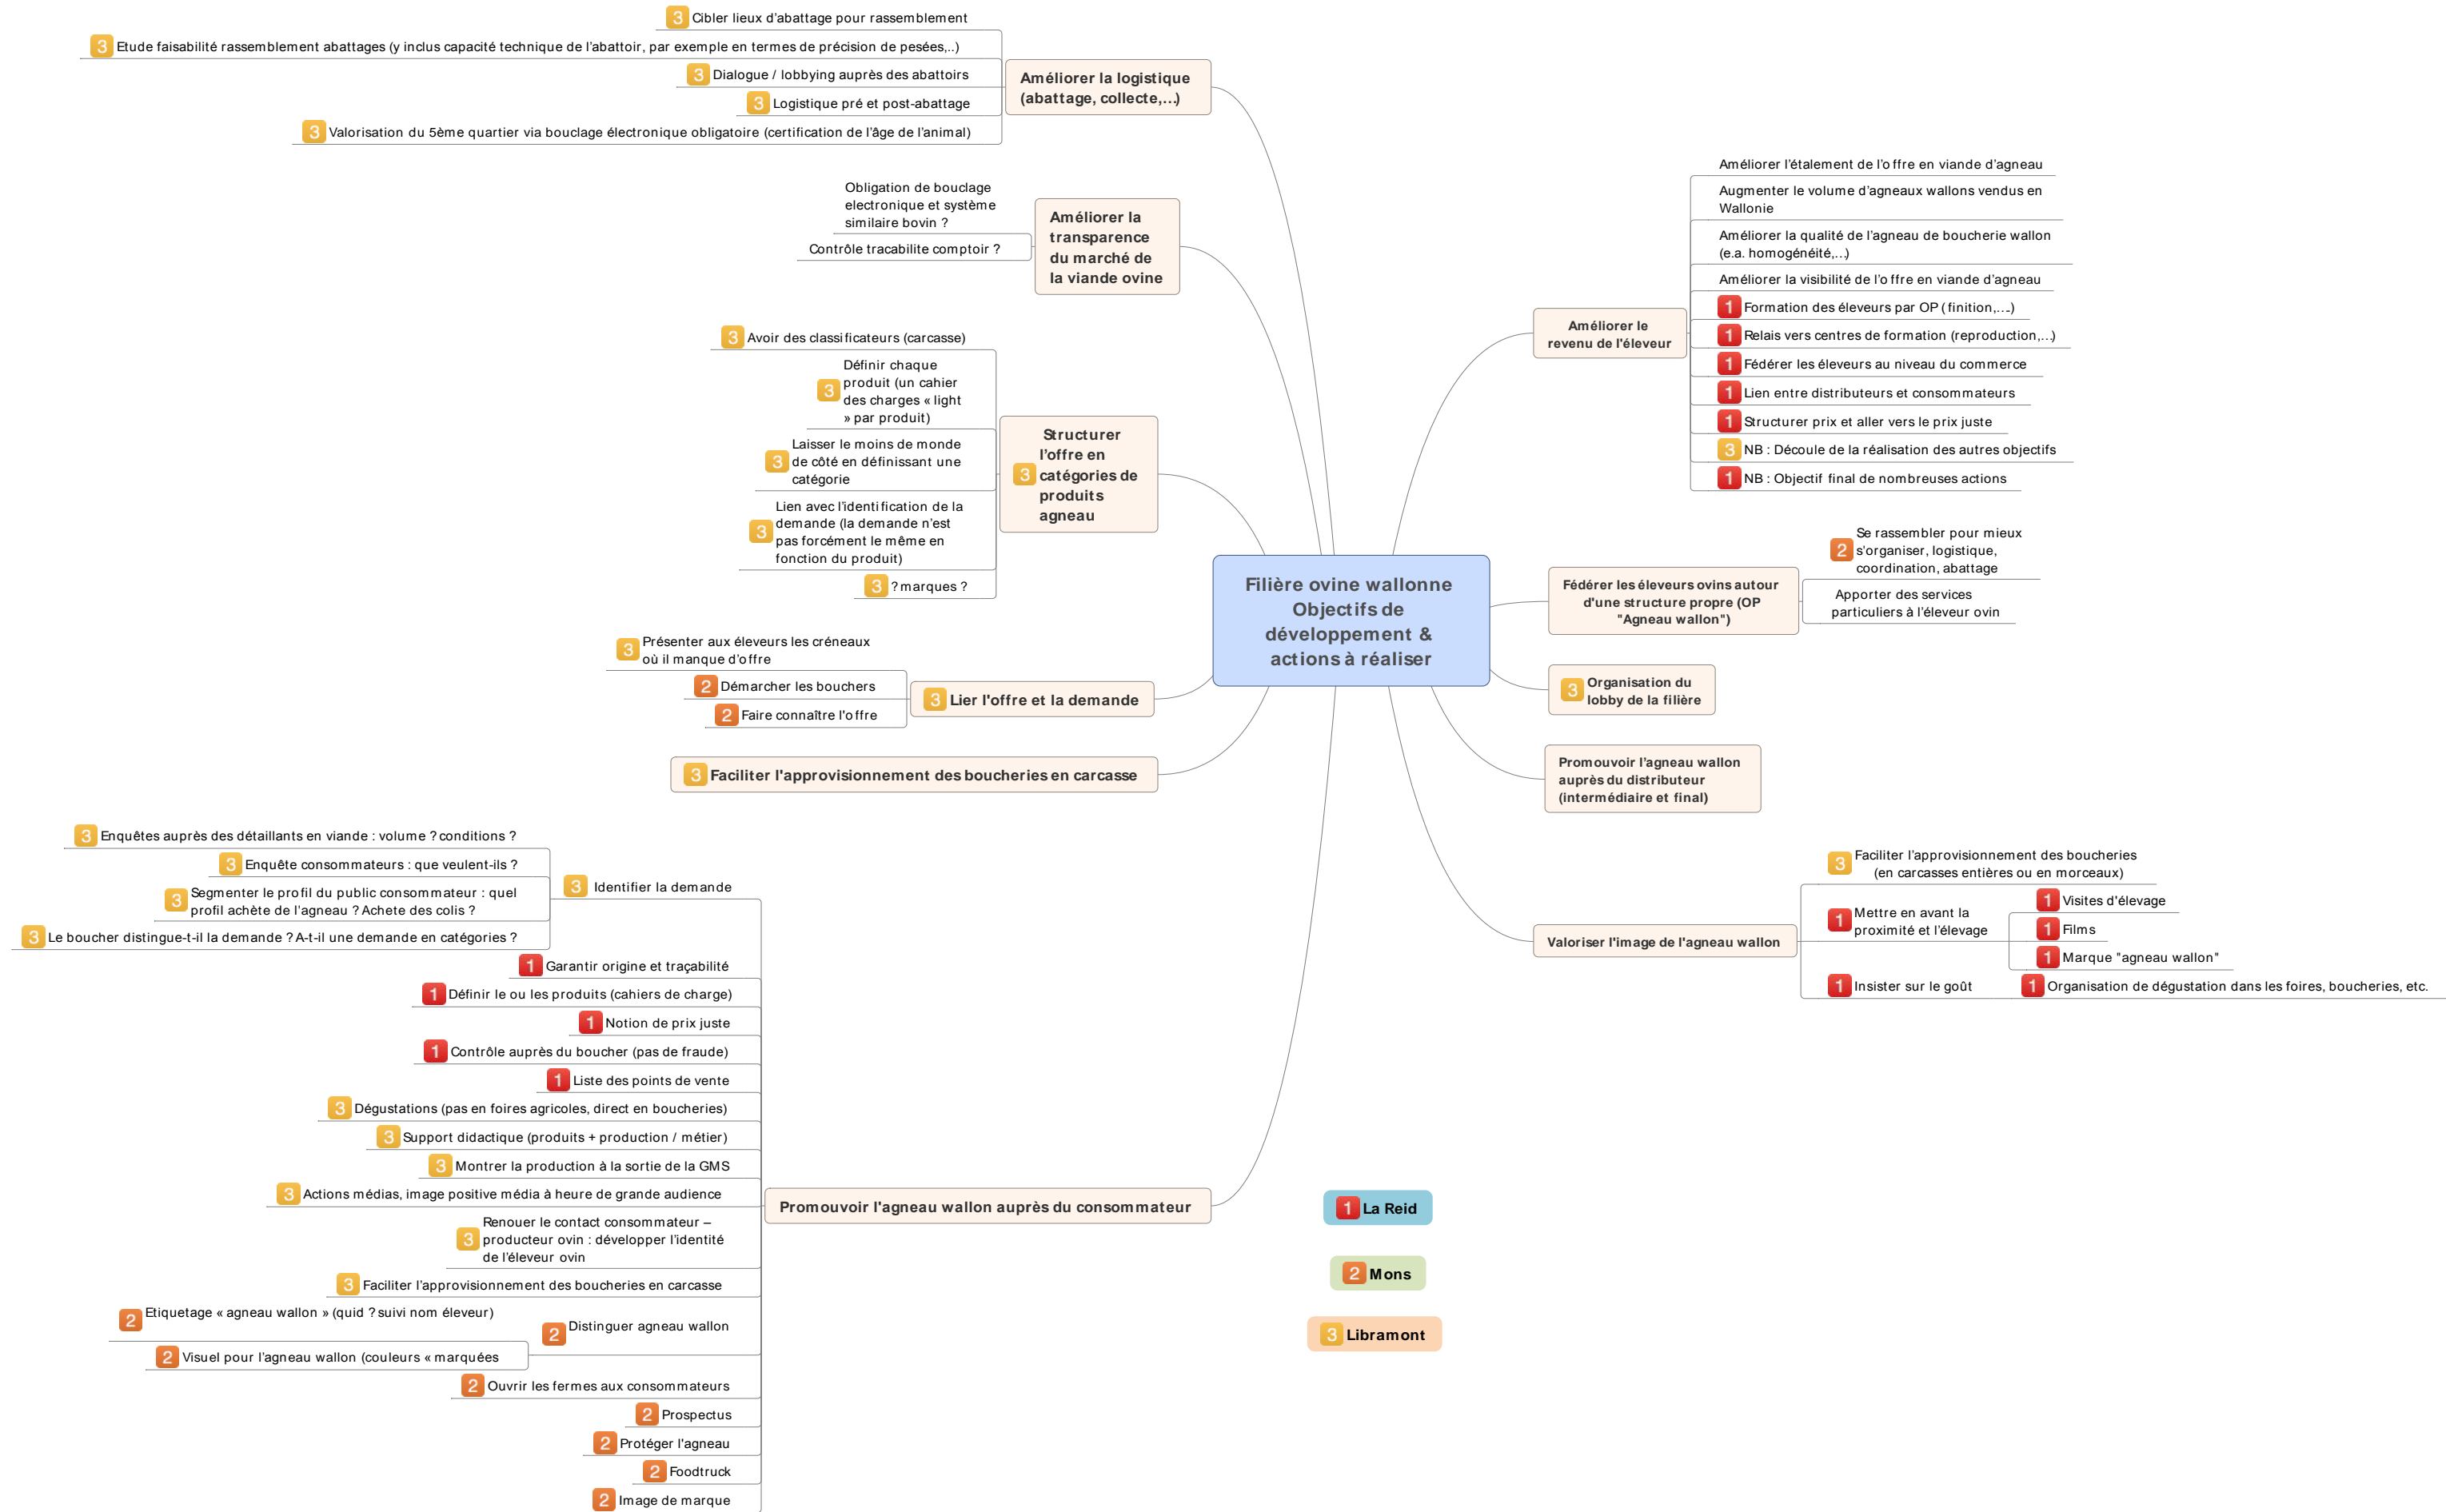 3 Cibler lieux d'abattage pour rassemblement
3 Etude faisabilité rassemblement abattages (y inclus capacité technique de l'abattoir, par exemple en termes de précision de pesées,..)
3 Dialogue / lobbying auprès des abattoirs
3 Logistique pré et post-abattage
3 Valorisation du 5ème quartier via bouclage électronique obligatoire (certification de l'âge de l'animal)
Améliorer la logistique
(abattage, collecte,...)
Obligation de bouclage
electronique et système
similaire bovin ?
Contrôle tracabilite comptoir ?
Améliorer la
transparence
du marché de
la viande ovine
3 Avoir des classificateurs (carcasse)
Définir chaque
produit (un cahier
3 des charges « light
» par produit)
Laisser le moins de monde
3 de côté en définissant une
catégorie
Lien avec l'identification de la
3 demande (la demande n'est
pas forcément le même en
fonction du produit)
3 ? marques ?
Structurer
l'offre en
3 catégories de
produits
agneau
3 Présenter aux éleveurs les créneaux
où il manque d'offre
2 Démarcher les bouchers
2 Faire connaître l'offre
3 Lier l'offre et la demande
3 Faciliter l'approvisionnement des boucheries en carcasse
3 Enquêtes auprès des détaillants en viande : volume ? conditions ?
3 Enquête consommateurs : que veulent-ils ?
3 Segmenter le profil du public consommateur : quel
profil achète de l'agneau ? Achete des colis ?
3 Le boucher distingue-t-il la demande ? A-t-il une demande en catégories ?
3 Identifier la demande
1 Garantir origine et traçabilité
1 Définir le ou les produits (cahiers de charge)
1 Notion de prix juste
1 Contrôle auprès du boucher (pas de fraude)
1 Liste des points de vente
3 Dégustations (pas en foires agricoles, direct en boucheries)
3 Support didactique (produits + production / métier)
3 Montrer la production à la sortie de la GMS
3 Actions médias, image positive média à heure de grande audience
Renouer le contact consommateur –
3 producteur ovin : développer l'identité
de l'éleveur ovin
3 Faciliter l'approvisionnement des boucheries en carcasse
2 Etiquetage « agneau wallon » (quid ? suivi nom éleveur)
2 Visuel pour l'agneau wallon (couleurs « marquées
2 Distinguer agneau wallon
2 Ouvrir les fermes aux consommateurs
2 Prospectus
2 Protéger l'agneau
2 Foodtruck
2 Image de marque
Promouvoir l'agneau wallon auprès du consommateur
Filière ovine wallonne
Objectifs de
développement &
actions à réaliser
Améliorer le
revenu de l'éleveur
Améliorer l'étalement de l'offre en viande d'agneau
Augmenter le volume d'agneaux wallons vendus en
Wallonie
Améliorer la qualité de l'agneau de boucherie wallon
(e.a. homogénéité,...)
Améliorer la visibilité de l'offre en viande d'agneau
1 Formation des éleveurs par OP (finition,....)
1 Relais vers centres de formation (reproduction,...)
1 Fédérer les éleveurs au niveau du commerce
1 Lien entre distributeurs et consommateurs
1 Structurer prix et aller vers le prix juste
3 NB : Découle de la réalisation des autres objectifs
1 NB : Objectif final de nombreuses actions
Fédérer les éleveurs ovins autour
d'une structure propre (OP
"Agneau wallon")
Se rassembler pour mieux
2 s'organiser, logistique,
coordination, abattage
Apporter des services
particuliers à l'éleveur ovin
3 Organisation du
lobby de la filière
Promouvoir l'agneau wallon
auprès du distributeur
(intermédiaire et final)
Valoriser l'image de l'agneau wallon
3 Faciliter l'approvisionnement des boucheries
(en carcasses entières ou en morceaux)
1 Mettre en avant la
proximité et l'élevage
1 Visites d'élevage
1 Films
1 Marque "agneau wallon"
1 Insister sur le goût
1 Organisation de dégustation dans les foires, boucheries, etc.
1 La Reid
2 Mons
3 Libramont